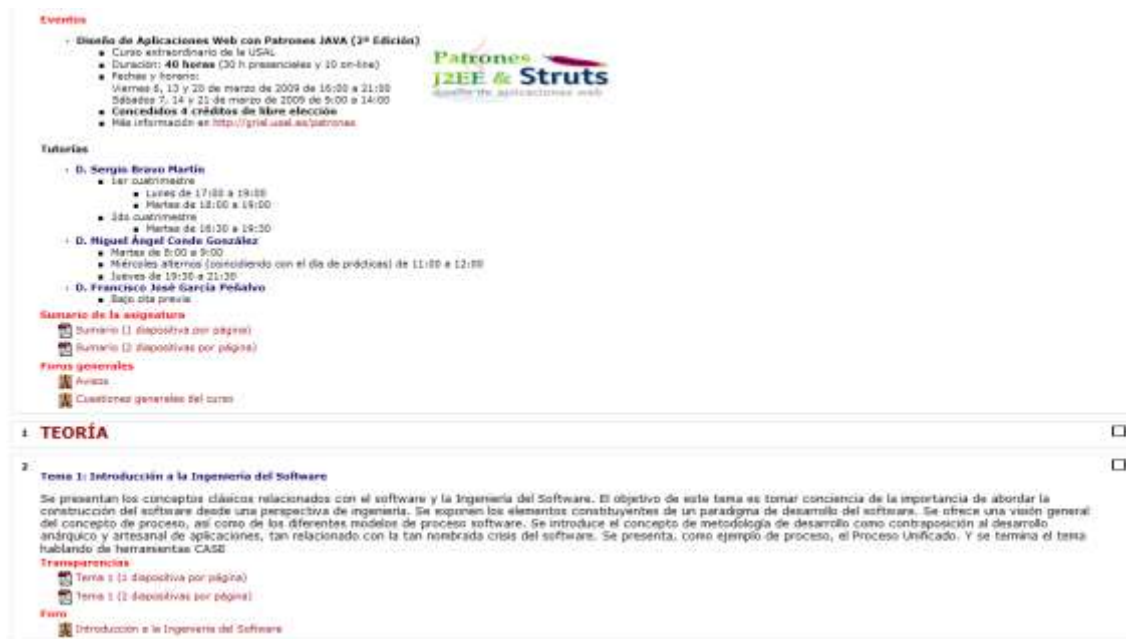 Eventos
Diseño de Aplicaciones Web con Patrones JAVA (2ª Edición)
Curso extraordinario de la USAL
Duración: 40 horas (30 h presenciales y 10 on-line)
Fechas y horario:
Viernes 6, 13 y 20 de marzo de 2009 de 16:00 a 21:00
Sábados 7, 14 y 21 de marzo de 2009 de 9:00 a 14:00
Concedidos 4 créditos de libre elección
Más información en http://grial.usal.es/patrones
Patrones
J2EE & Struts
diseño de aplicaciones web
Tutorías
D. Sergio Bravo Martín
1er cuatrimestre
Lunes de 17:00 a 19:00
Martes de 18:00 a 19:00
2do cuatrimestre
Martes de 16:30 a 19:30
D. Miguel Ángel Conde González
Martes de 8:00 a 9:00
Miércoles alternos (coincidiendo con el día de prácticas) de 11:00 a 12:00
Jueves de 19:30 a 21:30
D. Francisco José García Peñalvo
Bajo cita previa
Sumario de la asignatura
Sumario (1 diapositiva por página)
Sumario (2 diapositivas por página)
Foros generales
Avisos
Cuestiones generales del curso
1 TEORÍA
2
Tema 1: Introducción a la Ingeniería del Software
Se presentan los conceptos clásicos relacionados con el software y la Ingeniería del Software. El objetivo de este tema es tomar conciencia de la importancia de abordar la
construcción del software desde una perspectiva de ingeniería. Se exponen los elementos constituyentes de un paradigma de desarrollo del software. Se ofrece una visión general
del concepto de proceso, así como de los diferentes modelos de proceso software. Se introduce el concepto de metodología de desarrollo como contraposición al desarrollo
anárquico y artesanal de aplicaciones, tan relacionado con la tan nombrada crisis del software. Se presenta, como ejemplo de proceso, el Proceso Unificado. Y se termina el tema
hablando de herramientas CASE
Transparencias
Tema 1 (1 diapositiva por página)
Tema 1 (2 diapositivas por página)
Foro
Introducción a la Ingeniería del Software